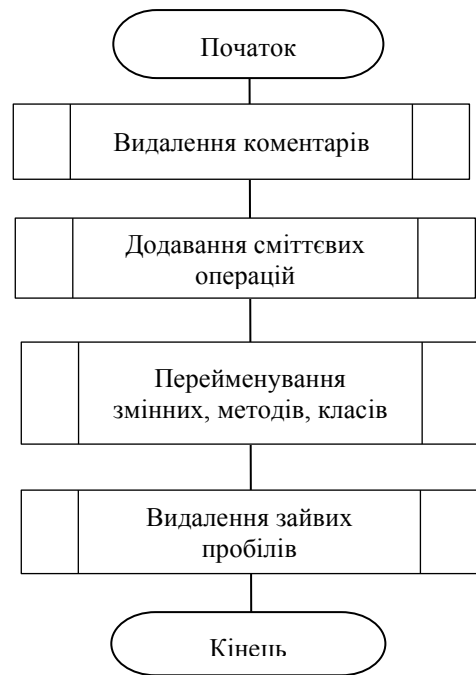 Початок
Видалення коментарів
Додавання сміттєвих
операцій
Перейменування
змінних, методів, класів
Видалення зайвих
пробілів
Кінець